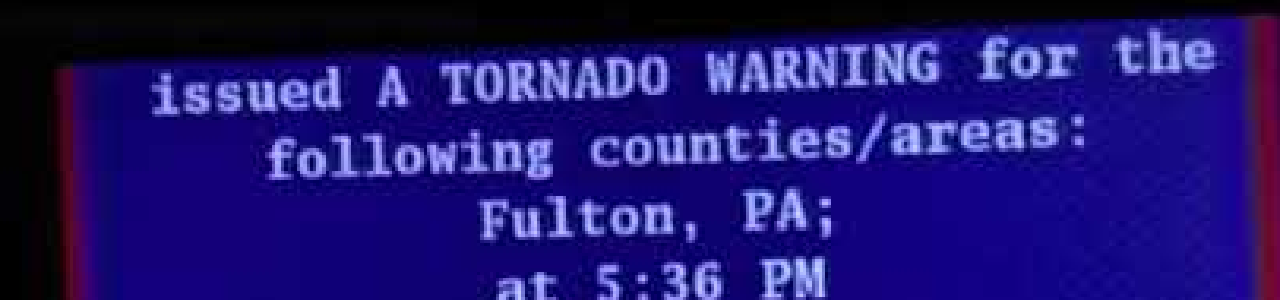 issued A TORNADO WARNING for the
following counties/areas:
Fulton, PA;
at 5:36 PM